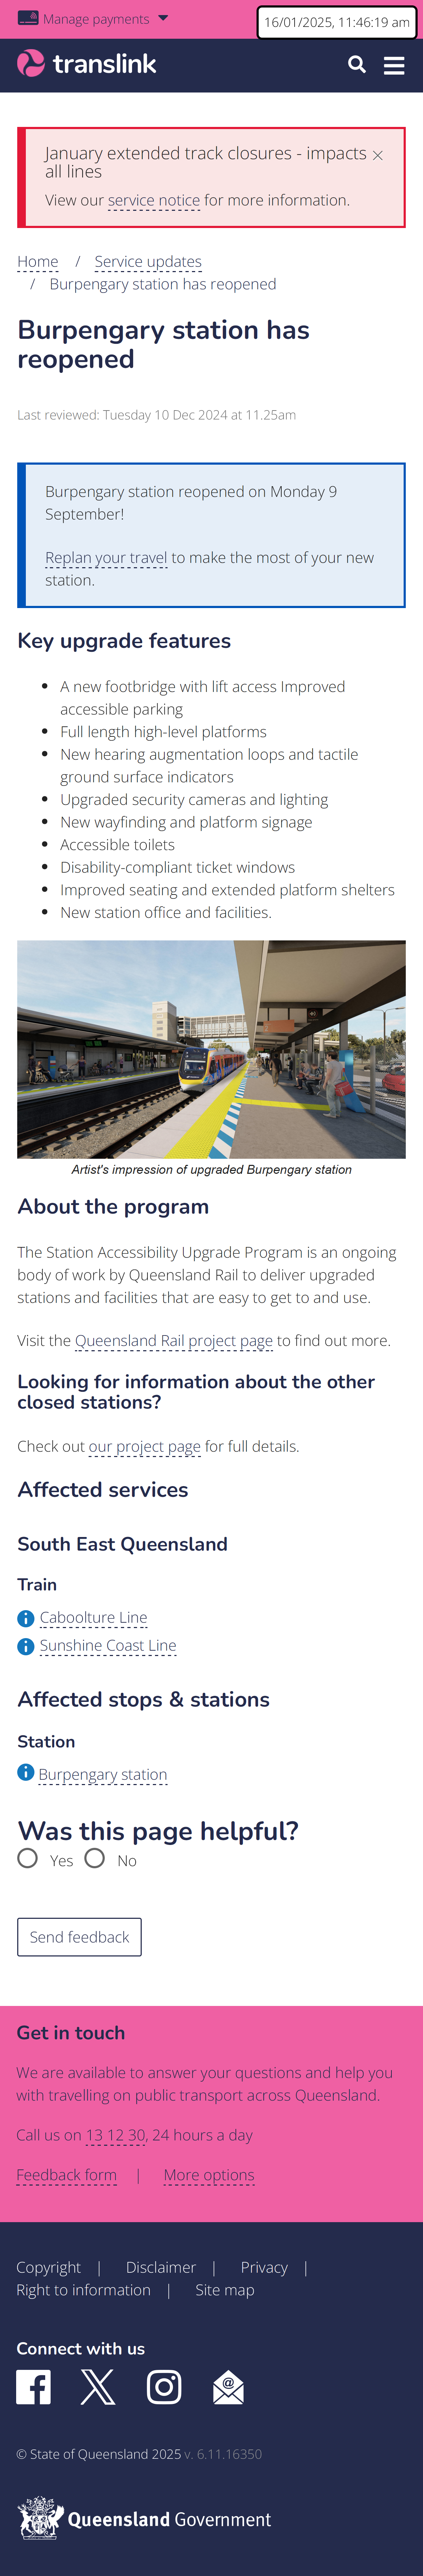 Manage payments
16/01/2025, 11:46:19 am
translink
January extended track closures - impacts
all lines
View our service notice for more information.
Home / Service updates
/ Burpengary station has reopened
Burpengary station has
reopened
Last reviewed: Tuesday 10 Dec 2024 at 11.25am
Burpengary station reopened on Monday 9
September!
Replan your travel to make the most of your new
station.
Key upgrade features
A new footbridge with lift access Improved
accessible parking
Full length high-level platforms
New hearing augmentation loops and tactile
ground surface indicators
Upgraded security cameras and lighting
New wayfinding and platform signage
Accessible toilets
Disability-compliant ticket windows
Improved seating and extended platform shelters
New station office and facilities.
Artist's impression of upgraded Burpengary station
About the program
The Station Accessibility Upgrade Program is an ongoing
body of work by Queensland Rail to deliver upgraded
stations and facilities that are easy to get to and use.
Visit the Queensland Rail project page to find out more.
Looking for information about the other
closed stations?
Check out our project page for full details.
Affected services
South East Queensland
Train
Caboolture Line
Sunshine Coast Line
Affected stops & stations
Station
Burpengary station
Was this page helpful?
Yes No
Send feedback
Get in touch
We are available to answer your questions and help you
with travelling on public transport across Queensland.
Call us on 13 12 30, 24 hours a day
Feedback form | More options
Copyright | Disclaimer | Privacy |
Right to information | Site map
Connect with us
© State of Queensland 2025 v. 6.11.16350
Queensland Government